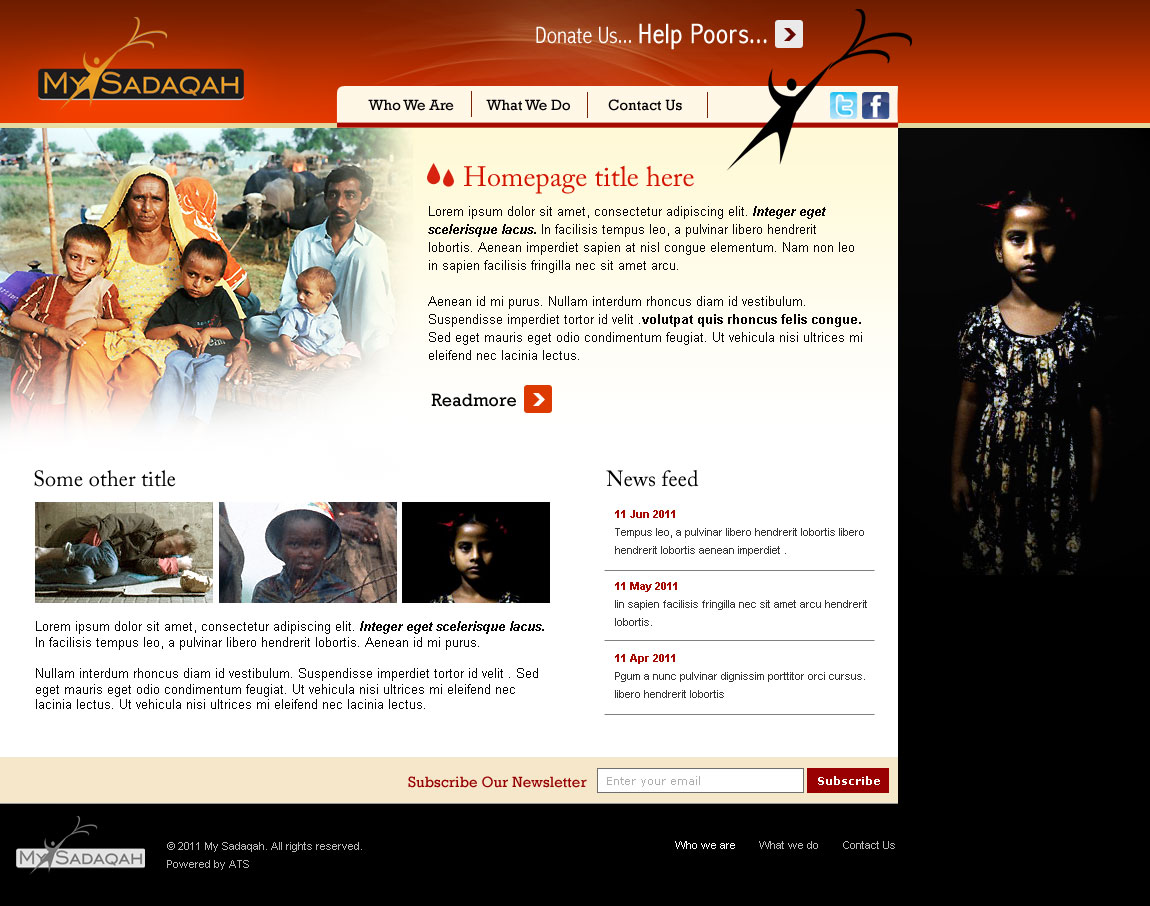 Donate Us... Help Poors...
MY SADAQAH
Who We Are
What We Do
Contact Us
Homepage title here
Lorem ipsum dolor sit amet, consectetur adipiscing elit. Integer eget
scelerisque lacus. In facilisis tempus leo, a pulvinar libero hendrerit
lobortis. Aenean imperdiet sapien at nisl congue elementum. Nam non leo
in sapien facilisis fringilla nec sit amet arcu.
Aenean id mi purus. Nullam interdum rhoncus diam id vestibulum.
Suspendisse imperdiet tortor id velit .volutpat quis rhoncus felis congue.
Sed eget mauris eget odio condimentum feugiat. Ut vehicula nisi ultrices mi
eleifend nec lacinia lectus.
Readmore
Some other title
Lorem ipsum dolor sit amet, consectetur adipiscing elit. Integer eget scelerisque lacus.
In facilisis tempus leo, a pulvinar libero hendrerit lobortis. Aenean id mi purus.
Nullam interdum rhoncus diam id vestibulum. Suspendisse imperdiet tortor id velit . Sed
eget mauris eget odio condimentum feugiat. Ut vehicula nisi ultrices mi eleifend nec
lacinia lectus. Ut vehicula nisi ultrices mi eleifend nec lacinia lectus.
News feed
11 Jun 2011
Tempus leo, a pulvinar libero hendrerit lobortis libero
hendrerit lobortis aenean imperdiet .
11 May 2011
Iin sapien facilisis fringilla nec sit amet arcu hendrerit
lobortis.
11 Apr 2011
Pgum a nunc pulvinar dignissim porttitor orci cursus.
libero hendrerit lobortis
Subscribe Our Newsletter
Enter your email
Subscribe
MY SADAQAH
© 2011 My Sadaqah. All rights reserved.
Powered by ATS
Who we are
What we do
Contact Us